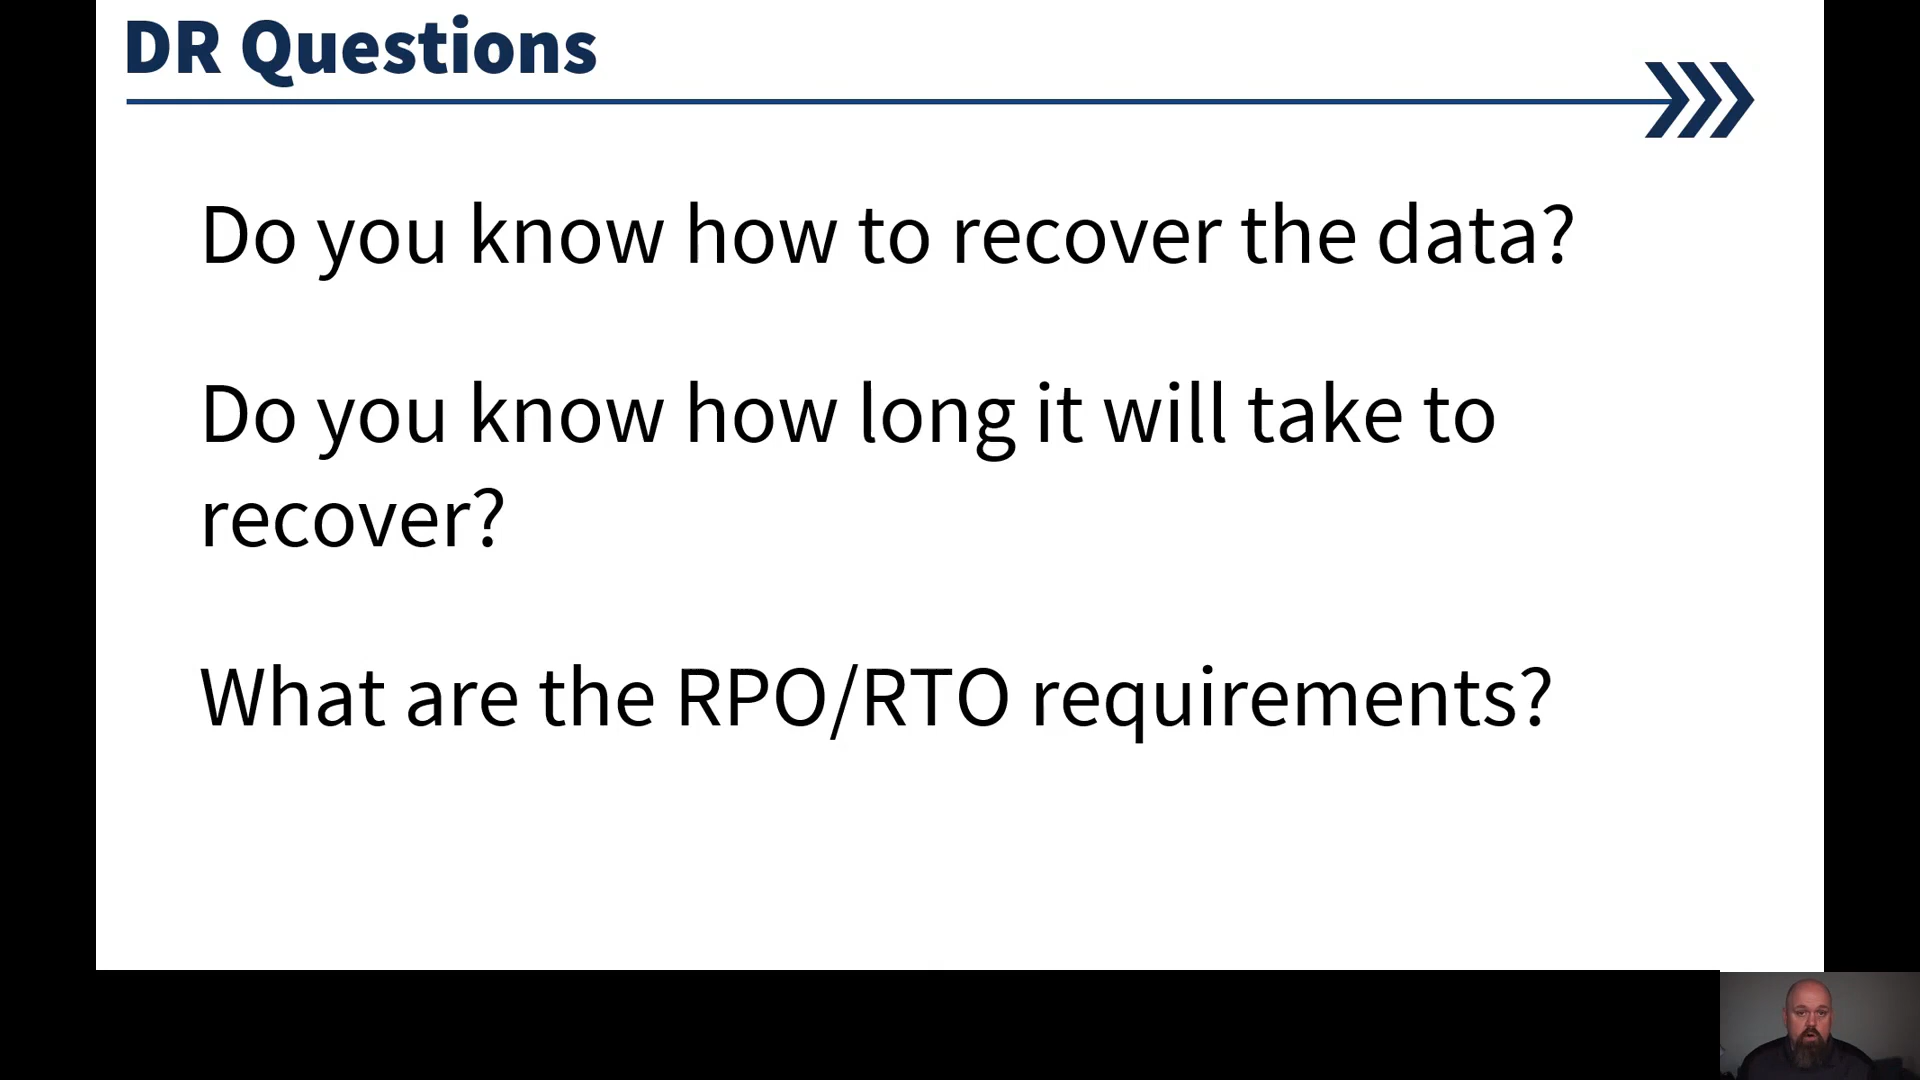 DR Questions
Do you know how to recover the data?
Do you know how long it will take to
recover?
What are the RPO/RTO requirements?